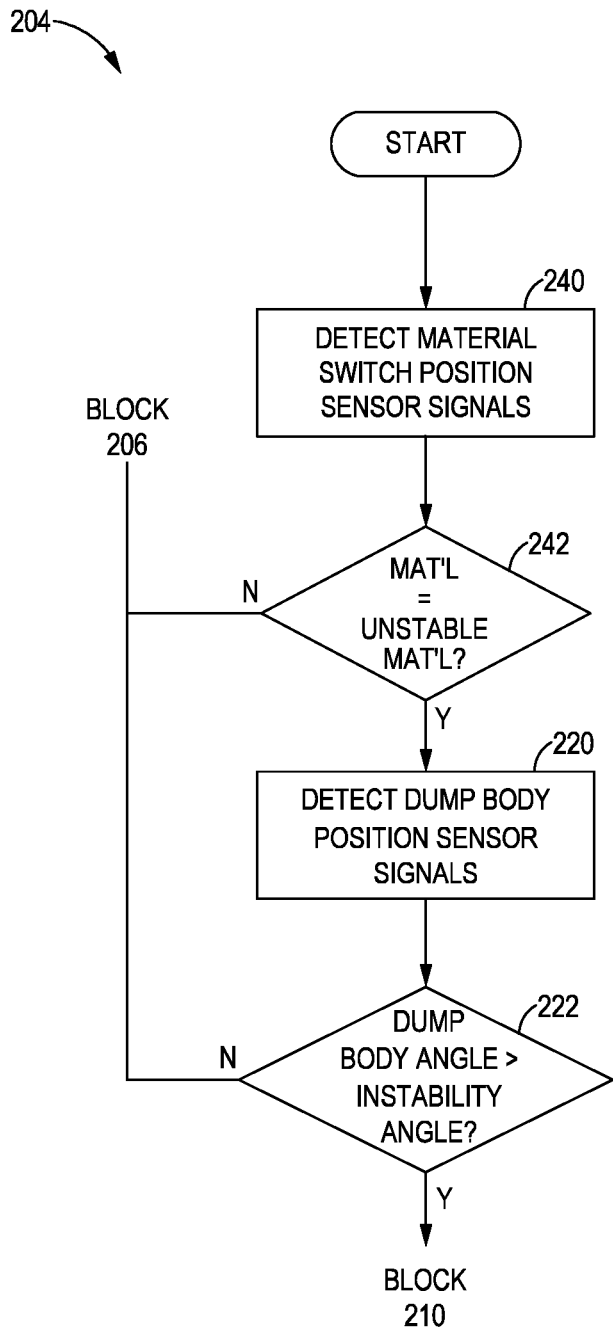 204
START
240
DETECT MATERIAL
SWITCH POSITION
SENSOR SIGNALS
BLOCK
206
242
N
MAT'L
=
UNSTABLE
MAT'L?
Y
220
DETECT DUMP BODY
POSITION SENSOR
SIGNALS
222
N
DUMP
BODY ANGLE >
INSTABILITY
ANGLE?
Y
BLOCK
210